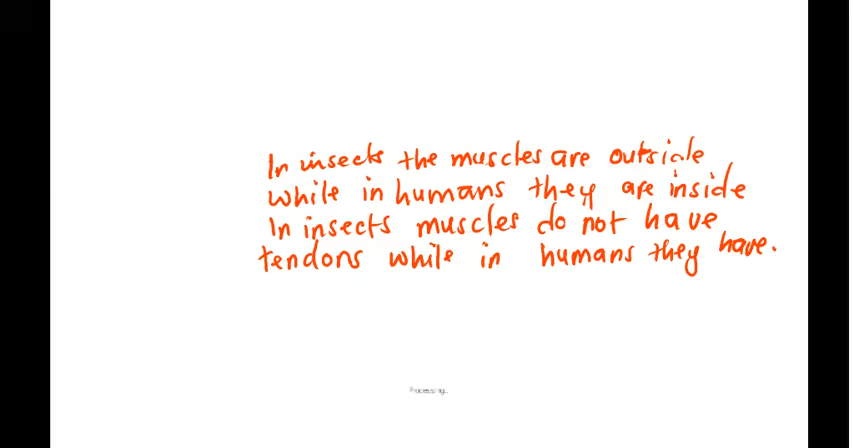 In insects the muscles are outside
while in humans they are inside
In insects muscles do not have
tendons while in humans they have.
Processing...